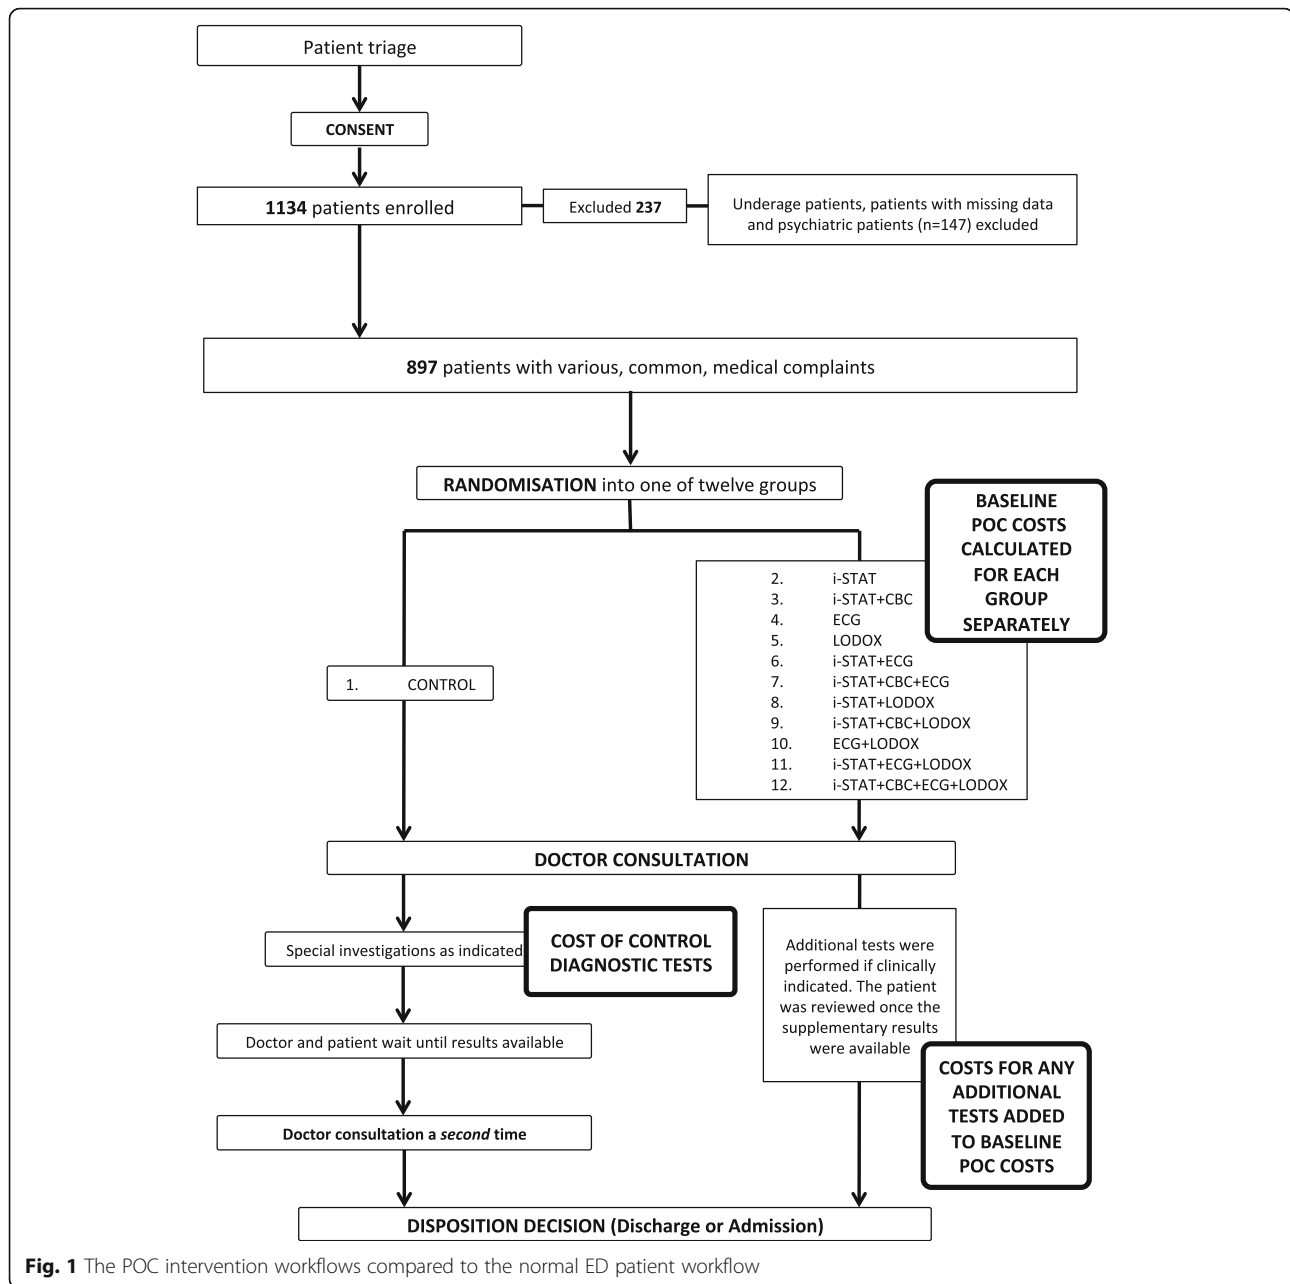 Patient triage
CONSENT
1134 patients enrolled
Excluded 237
Underage patients, patients with missing data
and psychiatric patients (n=147) excluded
897 patients with various, common, medical complaints
RANDOMISATION into one of twelve groups
BASELINE
POC COSTS
CALCULATED
FOR EACH
GROUP
SEPARATELY
1. CONTROL
2. i-STAT
3. i-STAT+CBC
4. ECG
5. LODOX
6. i-STAT+ECG
7. i-STAT+CBC+ECG
8. i-STAT+LODOX
9. i-STAT+CBC+LODOX
10. ECG+LODOX
11. i-STAT+ECG+LODOX
12. i-STAT+CBC+ECG+LODOX
DOCTOR CONSULTATION
Special investigations as indicated
COST OF CONTROL
DIAGNOSTIC TESTS
Doctor and patient wait until results available
Doctor consultation a second time
Additional tests were
performed if clinically
indicated. The patient
was reviewed once the
supplementary results
were available
COSTS FOR ANY
ADDITIONAL
TESTS ADDED
TO BASELINE
POC COSTS
DISPOSITION DECISION (Discharge or Admission)
Fig. 1 The POC intervention workflows compared to the normal ED patient workflow